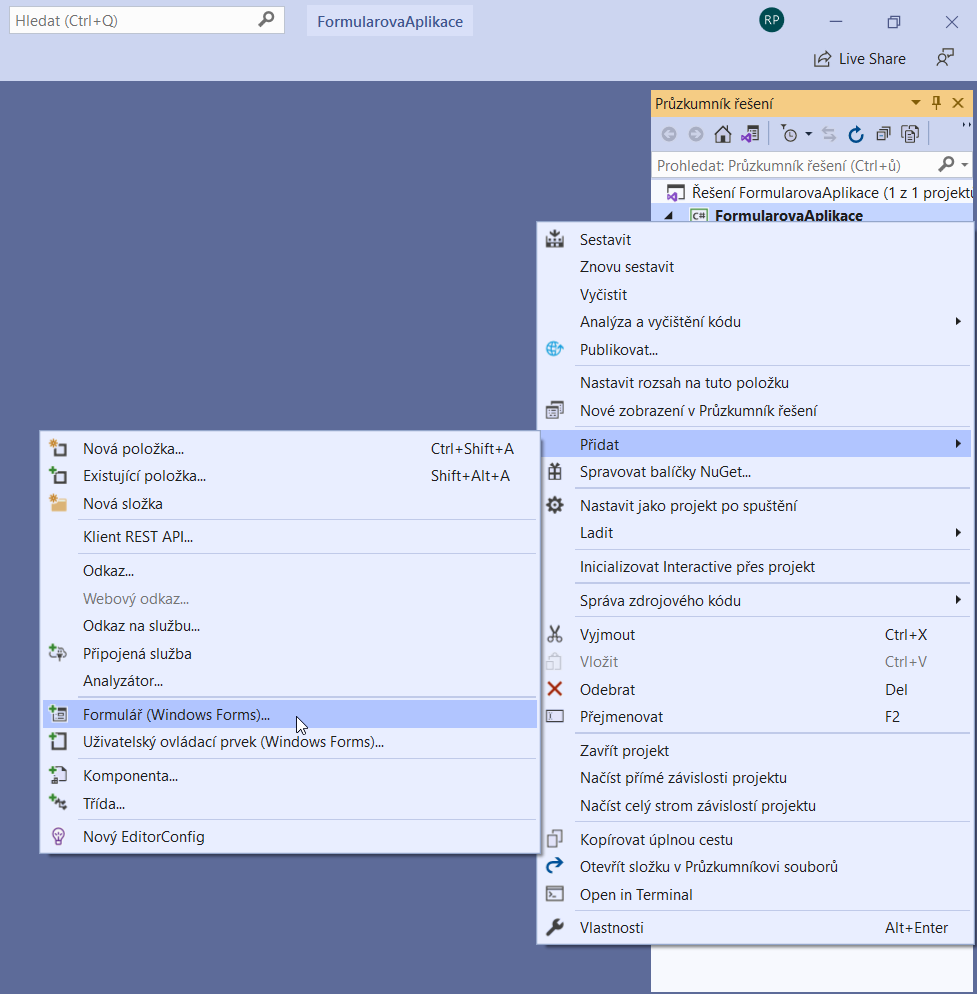 Hledat (Ctrl+Q)
FormularovaAplikace
RP
Live Share
Průzkumník řešení
Prohledat: Průzkumník řešení (Ctrl+ů)
Řešení FormularovaAplikace (1 z 1 projektu
C# FormularovaAplikace
Sestavit
Znovu sestavit
Vyčistit
Analýza a vyčištění kódu
Publikovat...
Nastavit rozsah na tuto položku
Nové zobrazení v Průzkumník řešení
Přidat
Spravovat balíčky NuGet...
Nastavit jako projekt po spuštění
Ladit
Inicializovat Interactive přes projekt
Správa zdrojového kódu
Vyjmout Ctrl+X
Vložit Ctrl+V
Odebrat Del
Přejmenovat F2
Zavřít projekt
Načíst přímé závislosti projektu
Načíst celý strom závislostí projektu
Kopírovat úplnou cestu
Otevřít složku v Průzkumníkovi souborů
Open in Terminal
Vlastnosti Alt+Enter
Nová položka... Ctrl+Shift+A
Existující položka... Shift+Alt+A
Nová složka
Klient REST API...
Odkaz...
Webový odkaz...
Odkaz na službu...
Připojená služba
Analyzátor...
Formulář (Windows Forms)...
Uživatelský ovládací prvek (Windows Forms)...
Komponenta...
Třída...
Nový EditorConfig